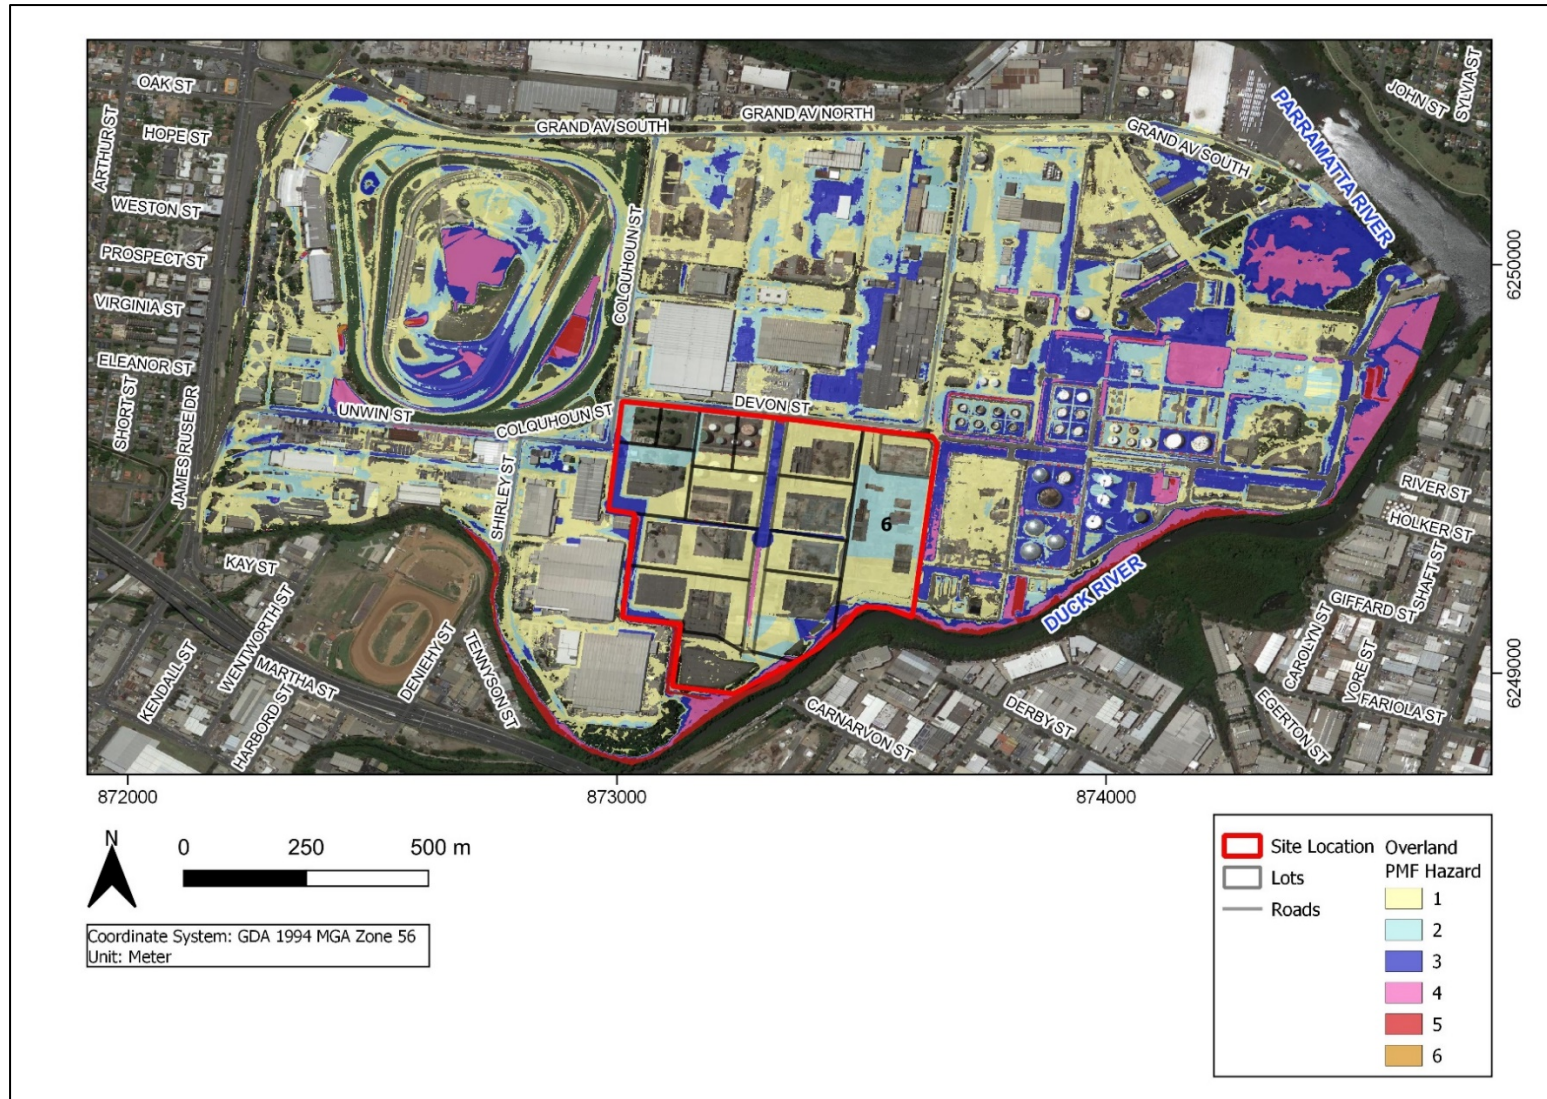 OAK ST
ARTHUR ST
HOPE ST
WESTON ST
PROSPECT ST
VIRGINIA ST
ELEANOR ST
SHORT ST
JAMES RUSE DR
GRAND AV SOUTH
GRAND AV NORTH
GRAND AV SOUTH
PARRAMATTA RIVER
JOHN ST
SYLVIA ST
COLQUHOUN ST
UNWIN ST
COLQUHOUN ST
DEVON ST
SHIRLEY ST
6
KAY ST
WENTWORTH ST
KENDALL ST
HARBORD ST
MARTHA ST
DENIEHY ST
TENNYSON ST
DUCK RIVER
CARNARVON ST
DERBY ST
RIVER ST
HOLKER ST
SHAFT ST
GIFFARD ST
CAROLYN ST
YORE ST
FARIOLA ST
EGERTON ST
6250000
6249000
872000
873000
874000
N
0 250 500 m
Coordinate System: GDA 1994 MGA Zone 56
Unit: Meter
Site Location
Lots
Roads
Overland
PMF Hazard
1
2
3
4
5
6